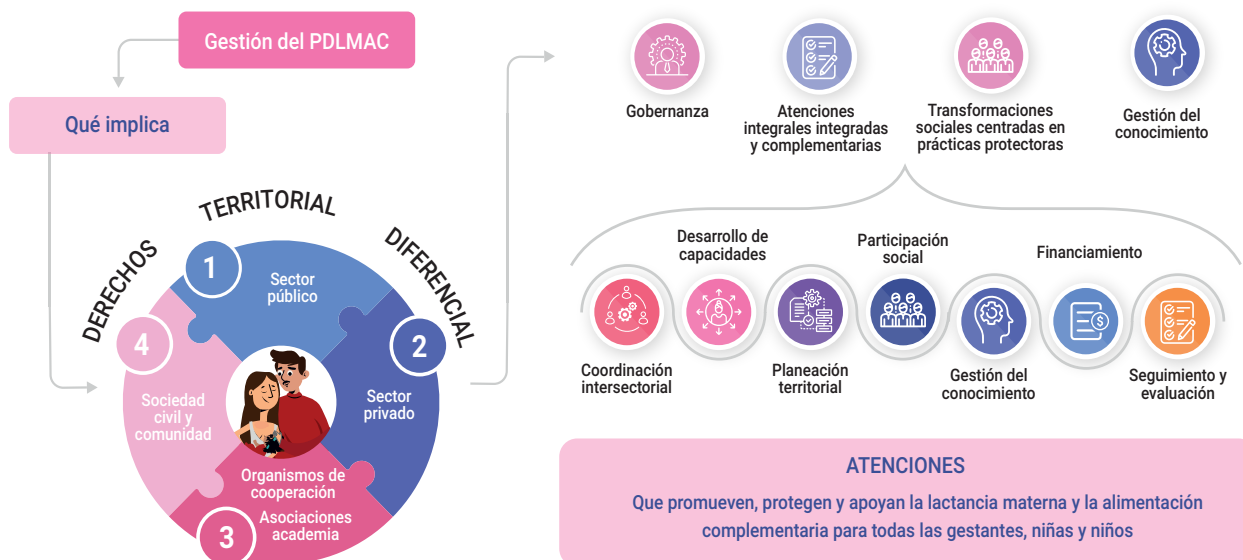 Gestión del PDLMAC
Qué implica
DERECHOS
TERRITORIAL
DIFERENCIAL
1
Sector
público
2
Sector
privado
3
Organismos de
cooperación
Asociaciones
academia
4
Sociedad
civil y
comunidad
Gobernanza
Atenciones
integrales integradas
y complementarias
Transformaciones
sociales centradas en
prácticas protectoras
Gestión del
conocimiento
Coordinación
intersectorial
Desarrollo de
capacidades
Planeación
territorial
Participación
social
Gestión del
conocimiento
Financiamiento
$
Seguimiento y
evaluación
ATENCIONES
Que promueven, protegen y apoyan la lactancia materna y la alimentación
complementaria para todas las gestantes, niñas y niños